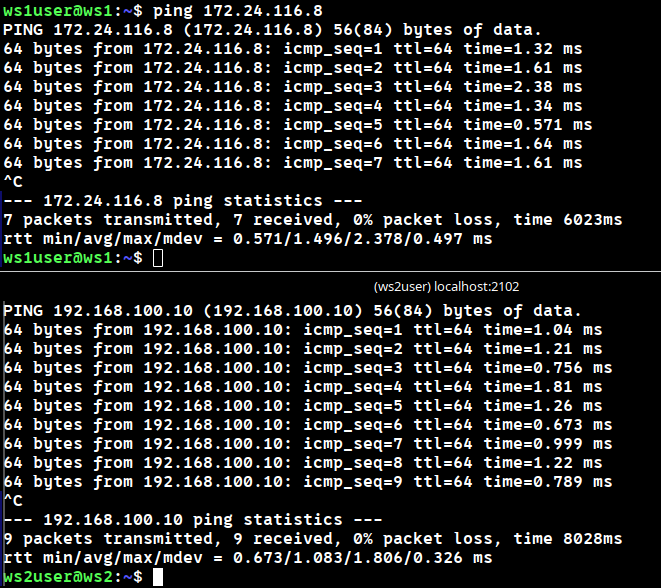 ws1user@ws1:~$ ping 172.24.116.8
PING 172.24.116.8 (172.24.116.8) 56(84) bytes of data.
64 bytes from 172.24.116.8: icmp_seq=1 ttl=64 time=1.32 ms
64 bytes from 172.24.116.8: icmp_seq=2 ttl=64 time=1.61 ms
64 bytes from 172.24.116.8: icmp_seq=3 ttl=64 time=2.38 ms
64 bytes from 172.24.116.8: icmp_seq=4 ttl=64 time=1.34 ms
64 bytes from 172.24.116.8: icmp_seq=5 ttl=64 time=0.571 ms
64 bytes from 172.24.116.8: icmp_seq=6 ttl=64 time=1.64 ms
64 bytes from 172.24.116.8: icmp_seq=7 ttl=64 time=1.61 ms
^C
--- 172.24.116.8 ping statistics ---
7 packets transmitted, 7 received, 0% packet loss, time 6023ms
rtt min/avg/max/mdev = 0.571/1.496/2.378/0.497 ms
ws1user@ws1:~$
(ws2user) localhost:2102
PING 192.168.100.10 (192.168.100.10) 56(84) bytes of data.
64 bytes from 192.168.100.10: icmp_seq=1 ttl=64 time=1.04 ms
64 bytes from 192.168.100.10: icmp_seq=2 ttl=64 time=1.21 ms
64 bytes from 192.168.100.10: icmp_seq=3 ttl=64 time=0.756 ms
64 bytes from 192.168.100.10: icmp_seq=4 ttl=64 time=1.81 ms
64 bytes from 192.168.100.10: icmp_seq=5 ttl=64 time=1.26 ms
64 bytes from 192.168.100.10: icmp_seq=6 ttl=64 time=0.673 ms
64 bytes from 192.168.100.10: icmp_seq=7 ttl=64 time=0.999 ms
64 bytes from 192.168.100.10: icmp_seq=8 ttl=64 time=1.22 ms
64 bytes from 192.168.100.10: icmp_seq=9 ttl=64 time=0.789 ms
^C
--- 192.168.100.10 ping statistics ---
9 packets transmitted, 9 received, 0% packet loss, time 8028ms
rtt min/avg/max/mdev = 0.673/1.083/1.806/0.326 ms
ws2user@ws2:~$